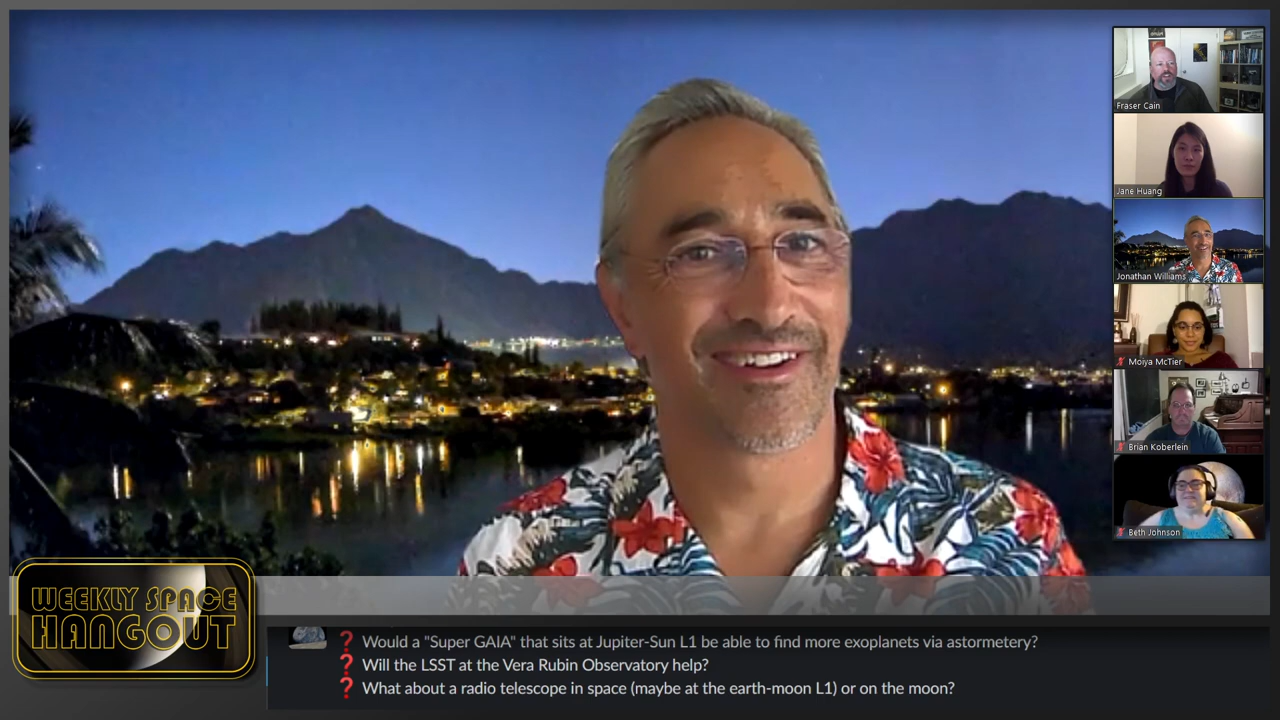 Fraser Cain
Jane Huang
Jonathan Williams
Moiya McTier
Brian Koberlein
Beth Johnson
WEEKLY SPACE
HANGOUT
❓ Would a "Super GAIA" that sits at Jupiter-Sun L1 be able to find more exoplanets via astormetery?
❓ Will the LSST at the Vera Rubin Observatory help?
❓ What about a radio telescope in space (maybe at the earth-moon L1) or on the moon?